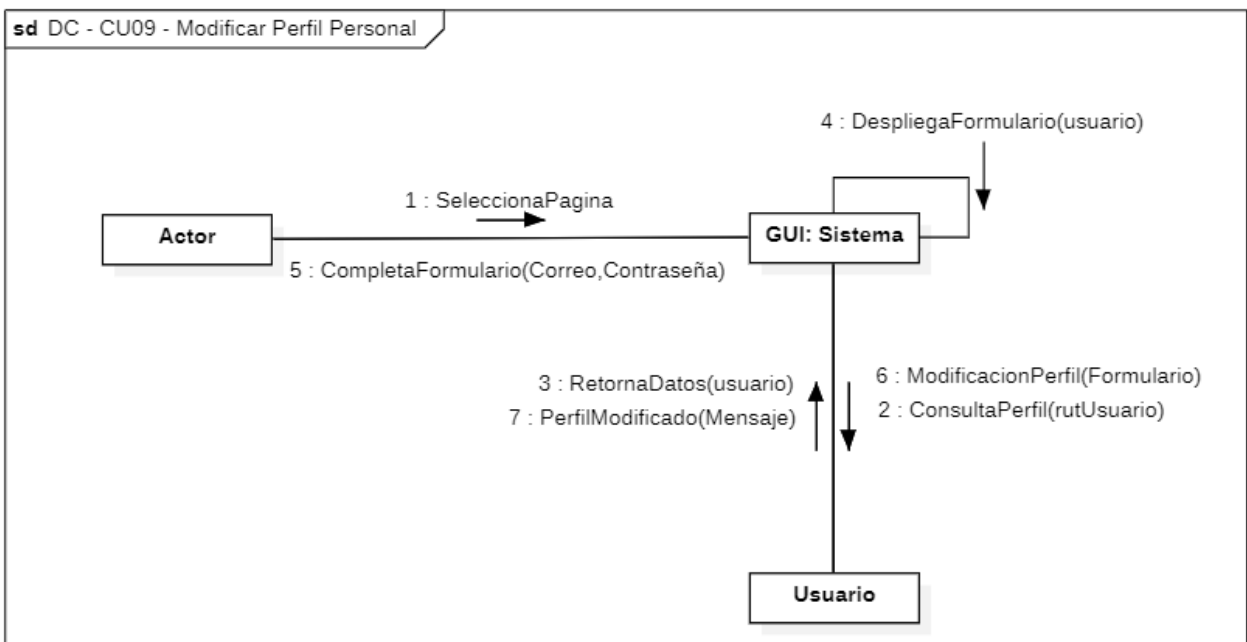 sd DC - CU09 - Modificar Perfil Personal
4 : DespliegaFormulario(usuario)
1 : SeleccionaPagina
Actor
GUI: Sistema
5 : CompletaFormulario(Correo,Contraseña)
3 : RetornaDatos(usuario)
7 : PerfilModificado(Mensaje)
6 : ModificacionPerfil(Formulario)
2 : ConsultaPerfil(rutUsuario)
Usuario